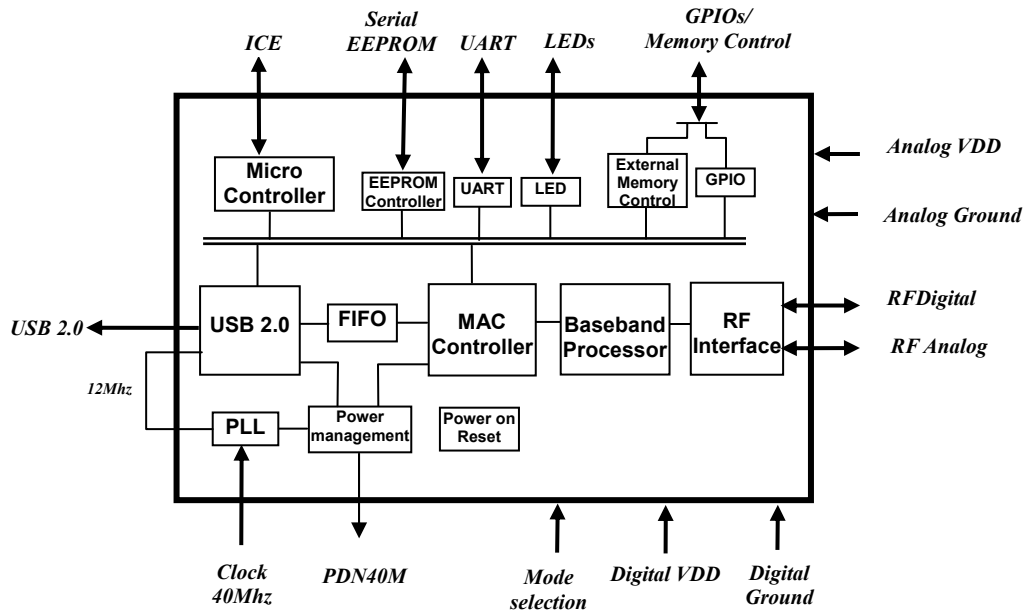 Serial
EEPROM
ICE
UART
LEDs
GPIOs/
Memory Control
Micro
Controller
EEPROM
Controller
UART
LED
External
Memory
Control
GPIO
Analog VDD
Analog Ground
USB 2.0
USB 2.0
FIFO
MAC
Controller
Baseband
Processor
RF
Interface
RFDigital
RF Analog
12Mhz
PLL
Power
management
Power on
Reset
Clock
40Mhz
PDN40M
Mode
selection
Digital VDD
Digital
Ground